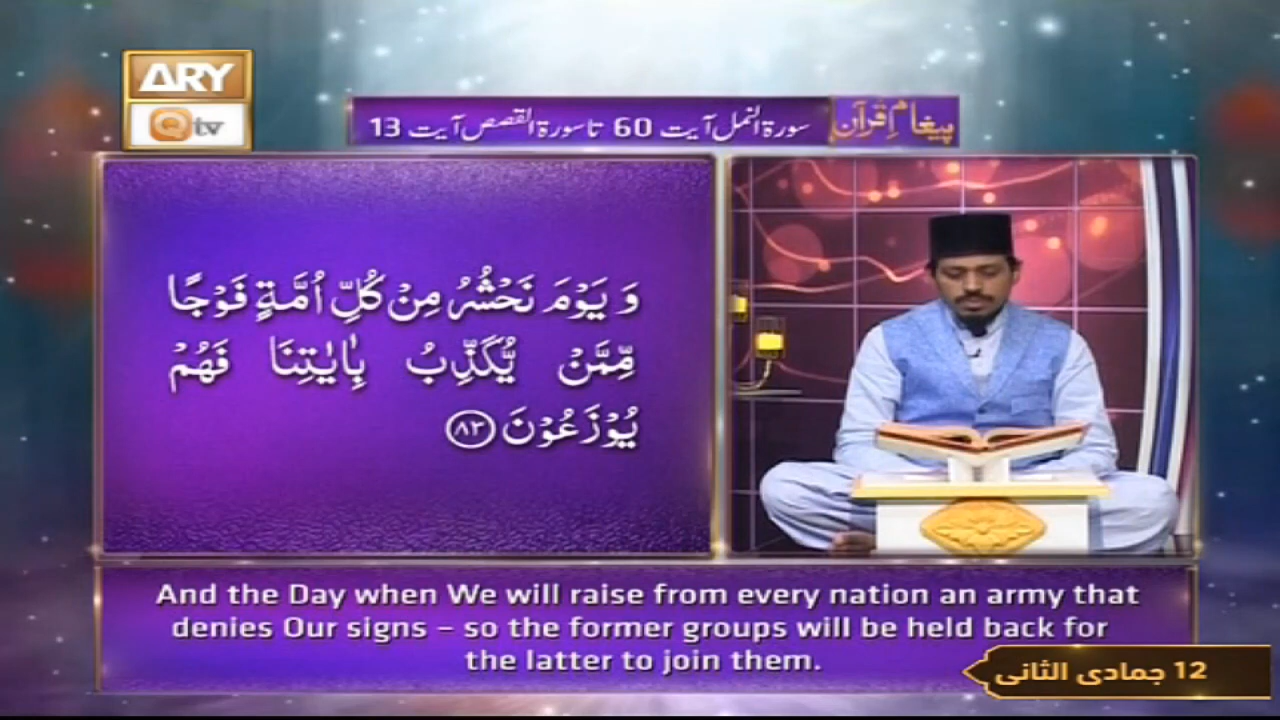 ARY
Qtv
پیغامِ قرآن
سورۃ النمل آیت 60 تا سورۃ القصص آیت 13
وَ یَوْمَ نَحْشُرُ مِنْ كُلِّ اُمَّةٍ فَوْجًا
مِّمَّنْ یُّكَذِّبُ بِاٰیٰتِنَا فَهُمْ
یُوْزَعُوْنَ ﴿۸۳﴾
And the Day when We will raise from every nation an army that
denies Our signs – so the former groups will be held back for
the latter to join them.
12 جمادی الثانی